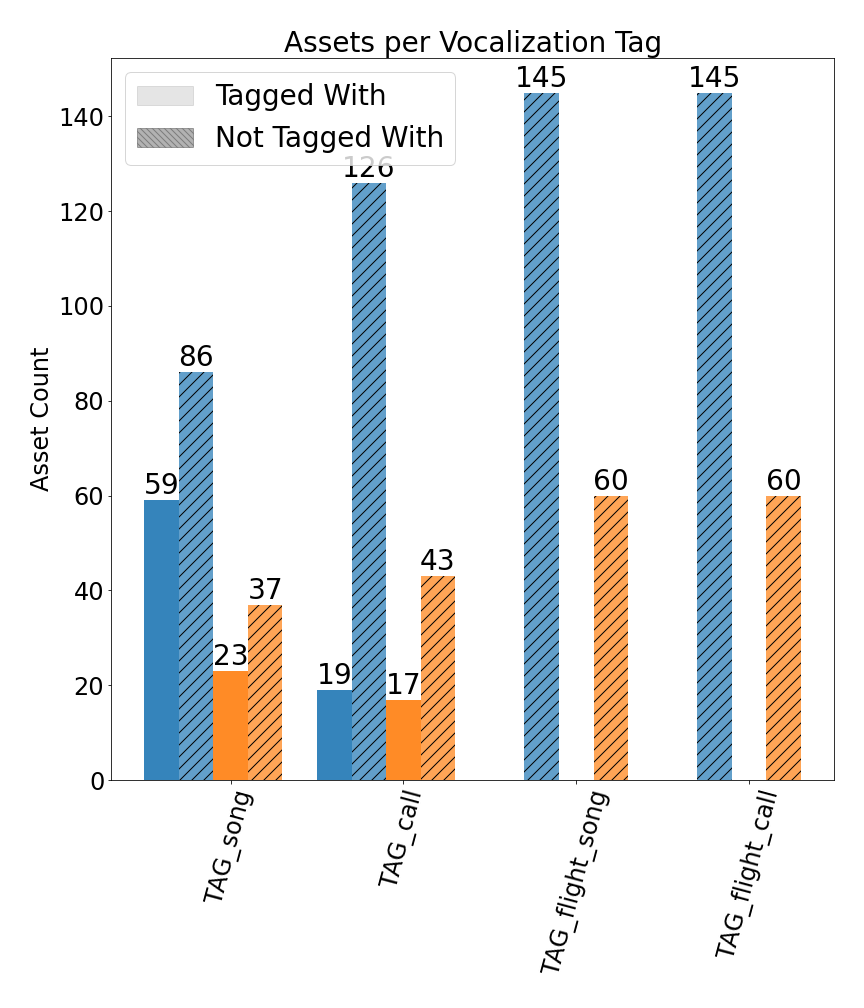 Assets per Vocalization Tag
Tagged With
Not Tagged With
Asset Count
140
120
100
80
60
40
20
0
59
86
23
37
19
126
17
43
145
60
145
60
TAG_song
TAG_call
TAG_flight_song
TAG_flight_call